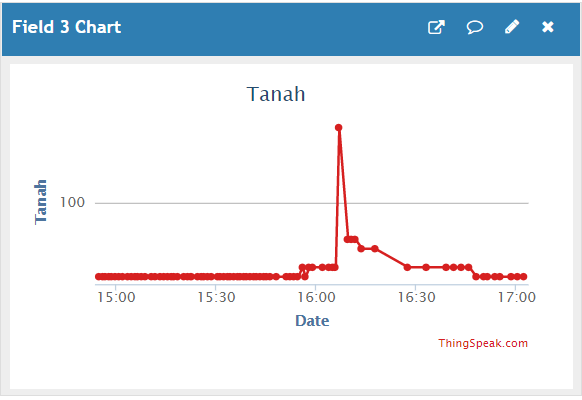 Field 3 Chart
Tanah
Tanah
100
15:00 15:30 16:00 16:30 17:00
Date
ThingSpeak.com